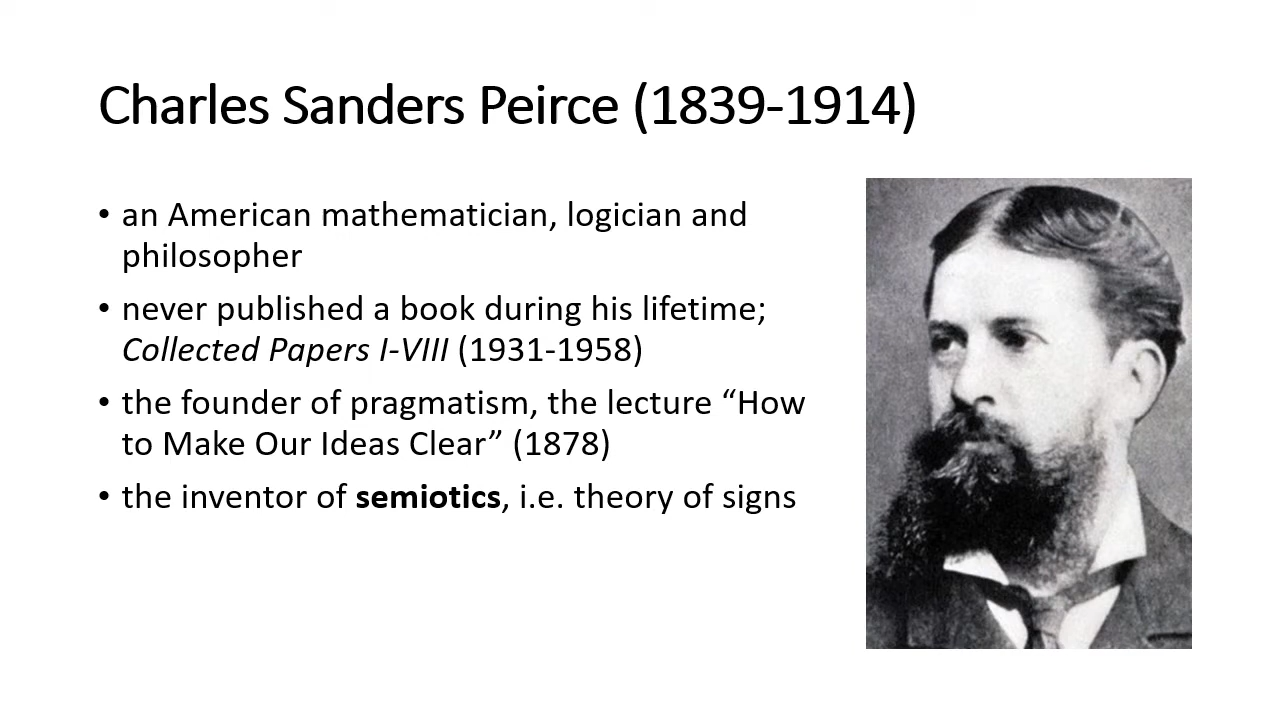 Charles Sanders Peirce (1839-1914)
• an American mathematician, logician and
philosopher
• never published a book during his lifetime;
Collected Papers I-VIII (1931-1958)
• the founder of pragmatism, the lecture “How
to Make Our Ideas Clear” (1878)
• the inventor of semiotics, i.e. theory of signs